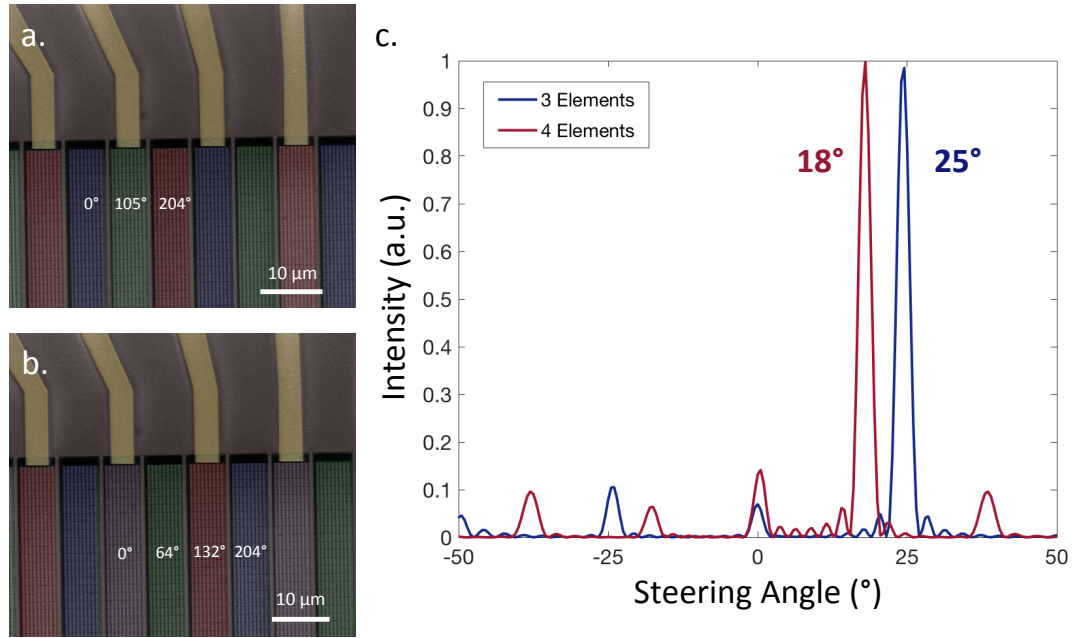 a.
0°
105°
204°
10 µm
b.
0°
64°
132°
204°
10 µm
c.
3 Elements
4 Elements
18°
25°
Intensity (a.u.)
1
0.9
0.8
0.7
0.6
0.5
0.4
0.3
0.2
0.1
0
-50
-25
0
25
50
Steering Angle (°)